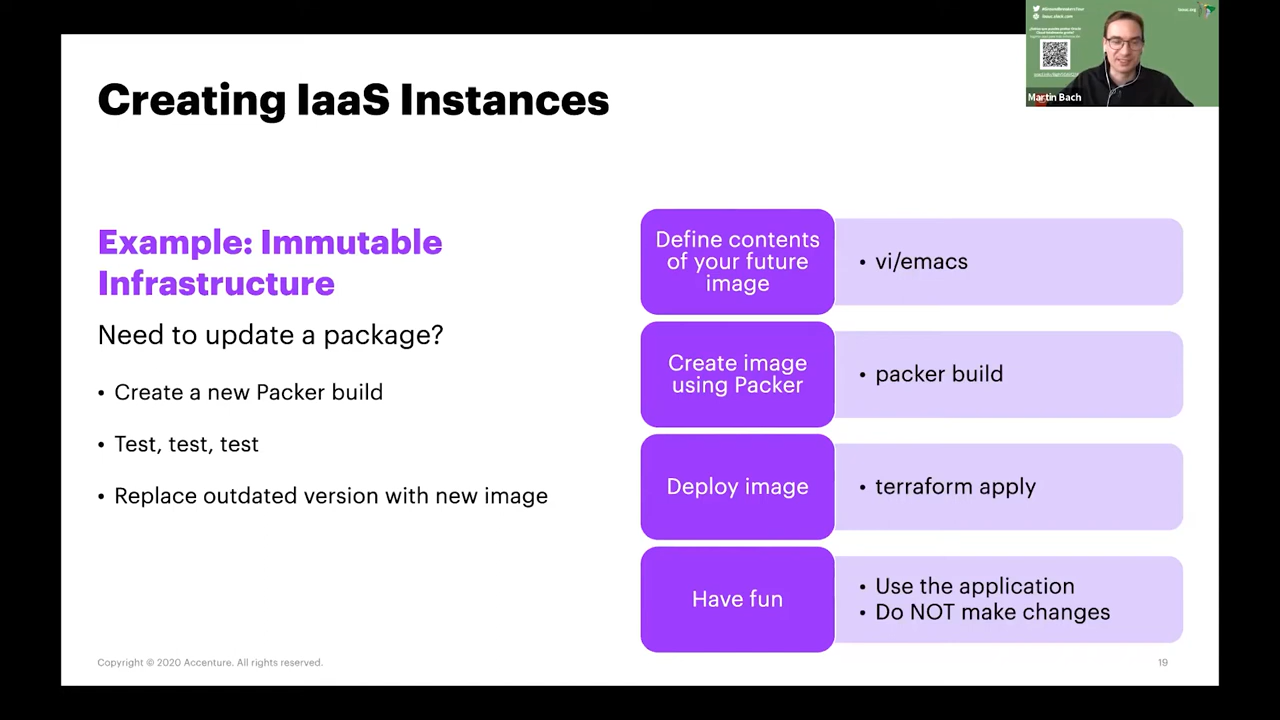 Creating IaaS Instances
Martin Bach
Example: Immutable
Infrastructure
Need to update a package?
• Create a new Packer build
• Test, test, test
• Replace outdated version with new image
Define contents
of your future
image
• vi/emacs
Create image
using Packer
• packer build
Deploy image
• terraform apply
Have fun
• Use the application
• Do NOT make changes
Copyright © 2020 Accenture. All rights reserved.
19